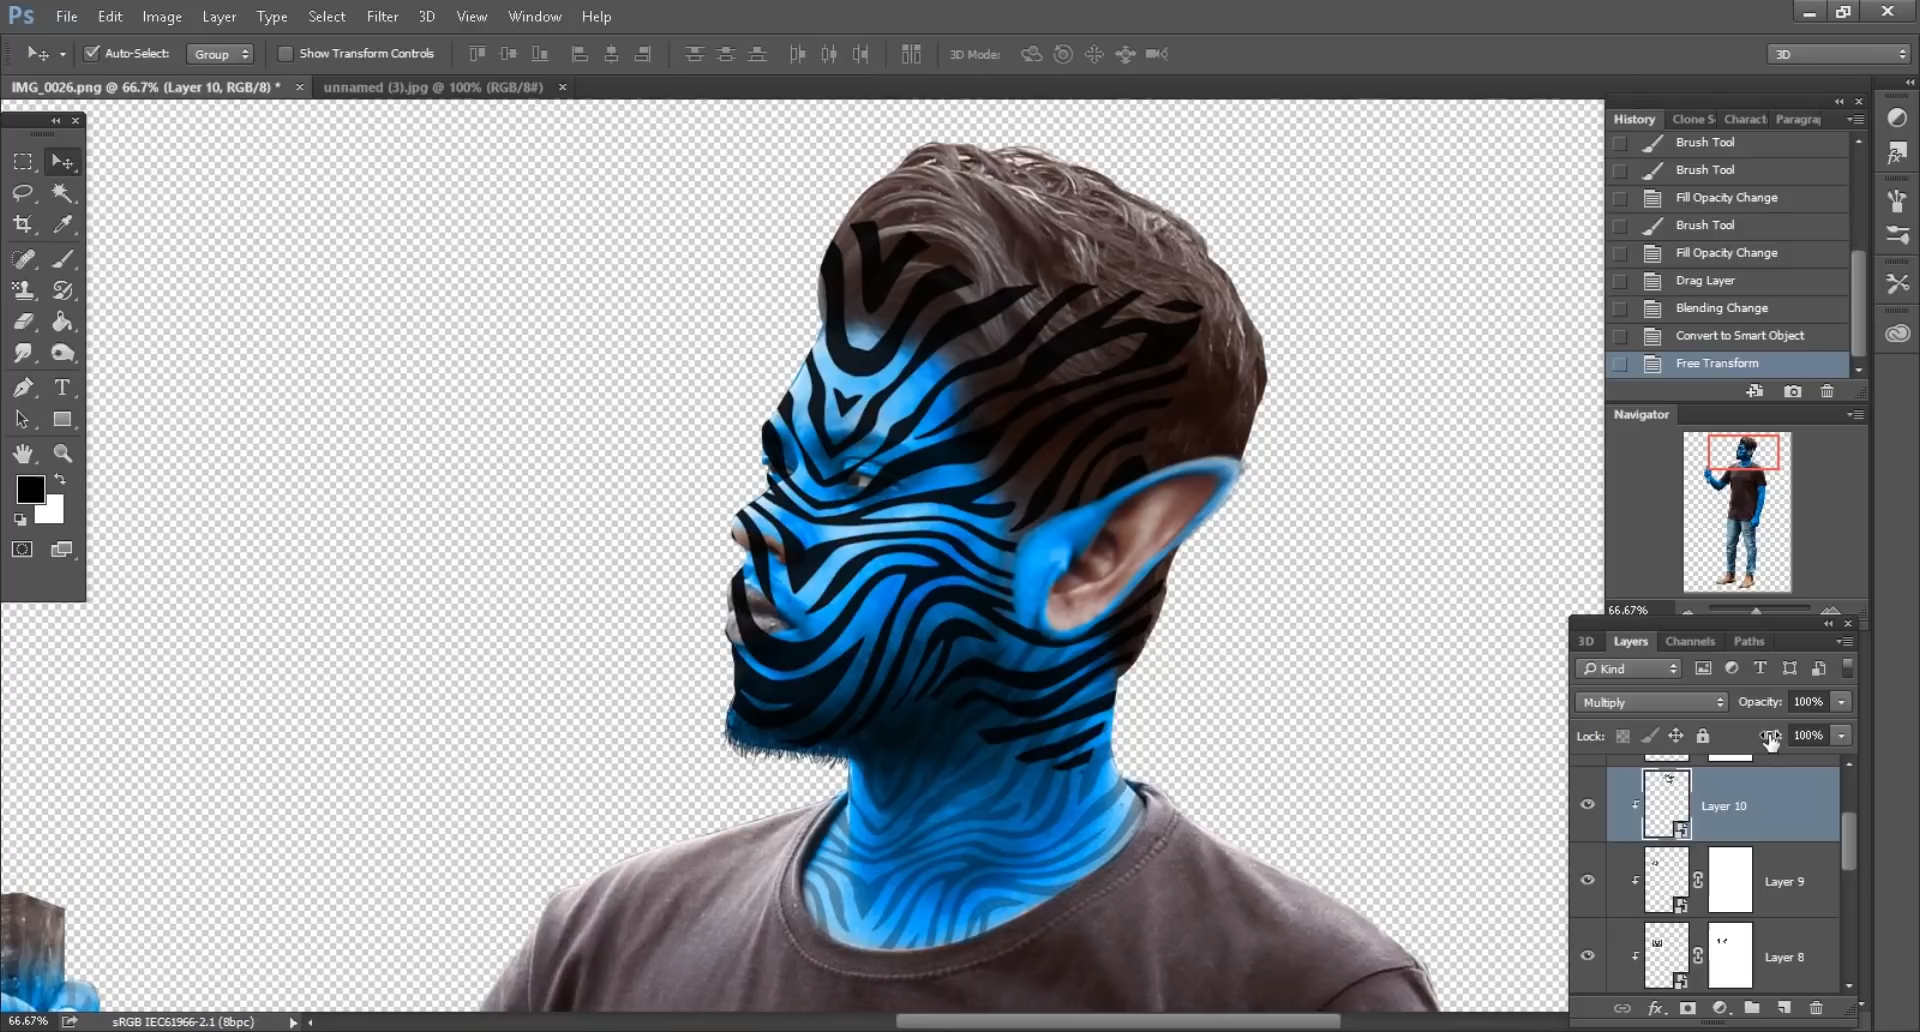 Ps File Edit Image Layer Type Select Filter 3D View Window Help
Auto-Select: Group Show Transform Controls 3D Mode: 3D
IMG_0026.png @ 66.7% (Layer 10, RGB/8) * × unnamed (3).jpg @ 100% (RGB/8#) ×
History Clone S Charact Paragra
Brush Tool
Brush Tool
Fill Opacity Change
Brush Tool
Fill Opacity Change
Drag Layer
Blending Change
Convert to Smart Object
Free Transform
Navigator
66.67%
3D Layers Channels Paths
Kind
Multiply Opacity: 100%
Lock: 100%
Layer 10
Layer 9
Layer 8
66.67% sRGB IEC61966-2.1 (8bpc)